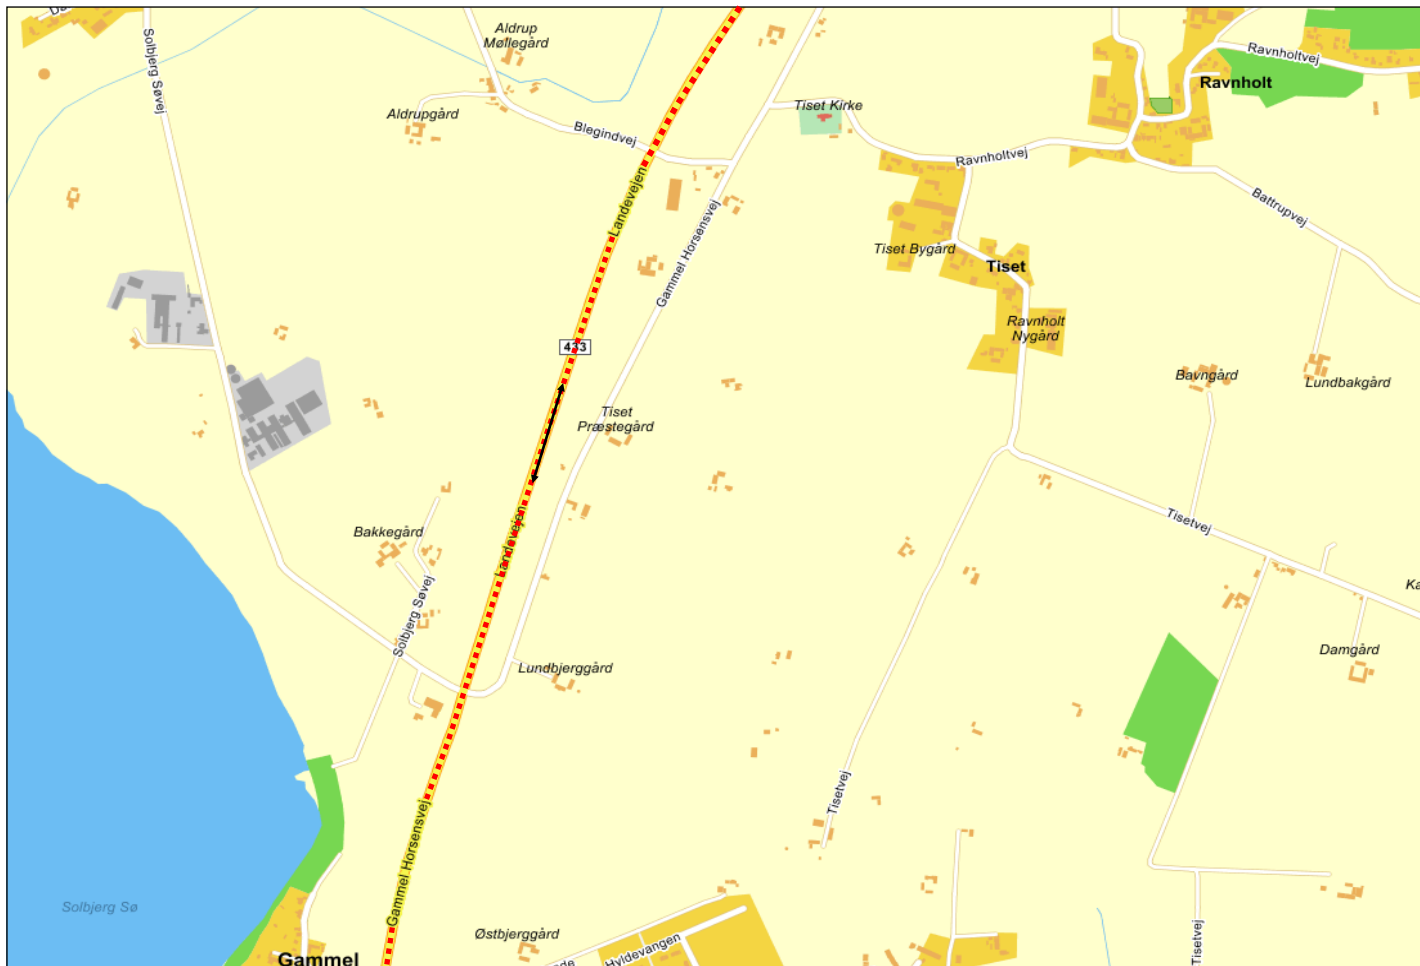 Aldrup
Møllegård
Solbjerg Søvej
Ravnholtvej
Ravnholt
Tiset Kirke
Aldrupgård
Blegindvej
Ravnholtvej
Landevejen
Battrupvej
Gammel Horsensvej
Tiset Bygård
Tiset
Ravnholt
Nygård
433
Bavngård
Lundbakgård
Tiset
Præstegård
Tisetvej
Bakkegård
Landevejen
Solbjerg Søvej
Damgård
Lundbjerggård
Tisetvej
Gammel Horsensvej
Solbjerg Sø
Østbjerggård
Hyldevangen
Tisetvej
Gammel